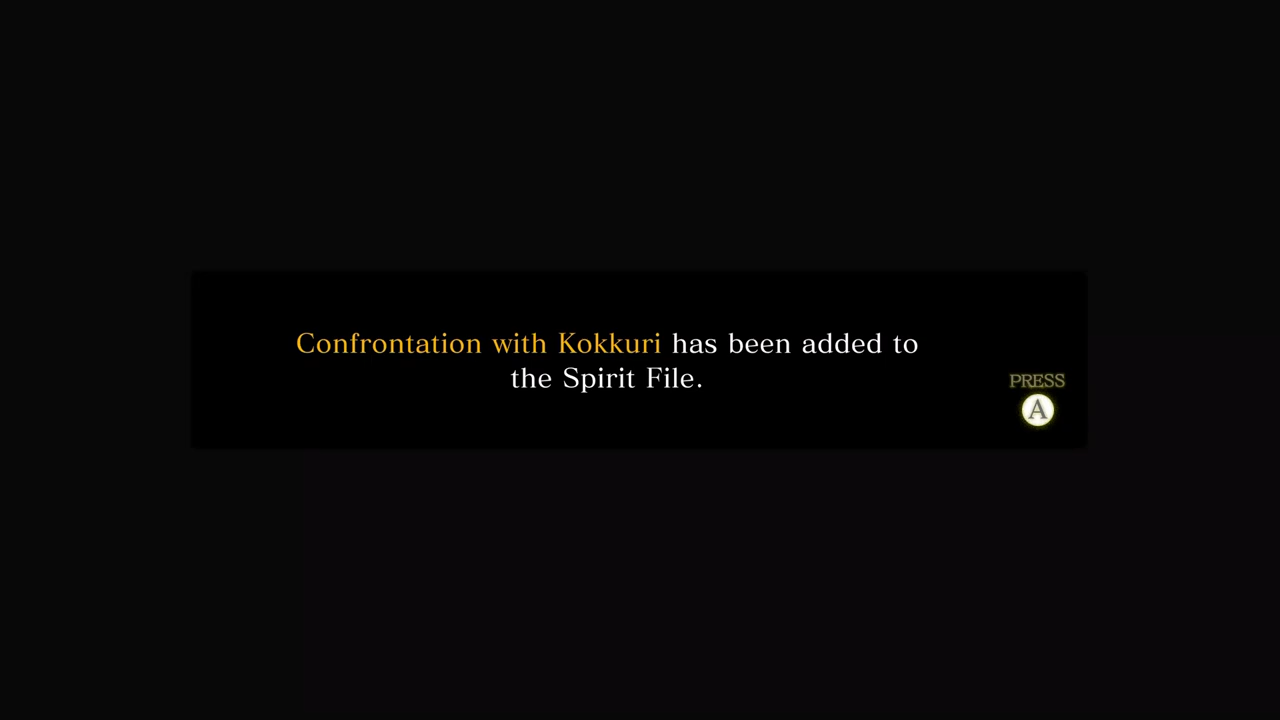 Confrontation with Kokkuri has been added to
the Spirit File.
PRESS
A